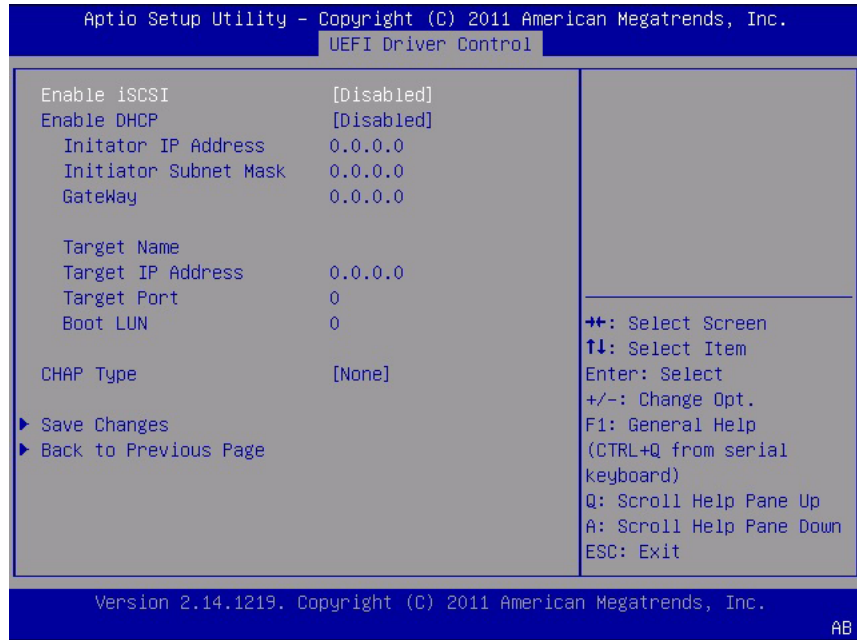 Aptio Setup Utility – Copyright (C) 2011 American Megatrends, Inc.
UEFI Driver Control
Enable iSCSI [Disabled]
Enable DHCP [Disabled]
Initator IP Address 0.0.0.0
Initiator Subnet Mask 0.0.0.0
GateWay 0.0.0.0
Target Name
Target IP Address 0.0.0.0
Target Port 0
Boot LUN 0
CHAP Type [None]
Save Changes
Back to Previous Page
→←: Select Screen
↑↓: Select Item
Enter: Select
+/-: Change Opt.
F1: General Help
(CTRL+Q from serial
keyboard)
Q: Scroll Help Pane Up
A: Scroll Help Pane Down
ESC: Exit
Version 2.14.1219. Copyright (C) 2011 American Megatrends, Inc.
AB